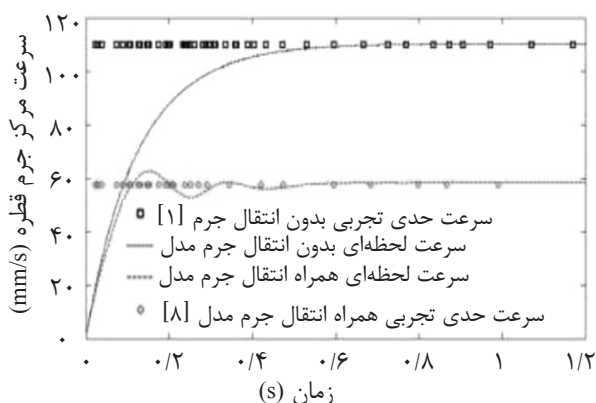 ۱۲۰
۱۰۰
۸۰
۶۰
۴۰
۲۰
۰
سرعت مرکز جرم قطره (mm/s)
سرعت حدی تجربی بدون انتقال جرم [۱]
سرعت لحظه‌ای بدون انتقال جرم مدل
سرعت لحظه‌ای همراه انتقال جرم مدل
سرعت حدی تجربی همراه انتقال جرم مدل [۸]
۰ ۰/۲ ۰/۴ ۰/۶ ۰/۸ ۱ ۱/۲
زمان (s)